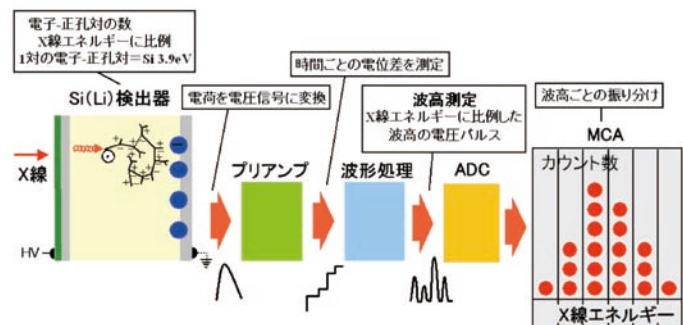 電子-正孔対の数
X線エネルギーに比例
1対の電子-正孔対＝Si 3.9eV
Si(Li)検出器
X線
HV
電荷を電圧信号に変換
プリアンプ
時間ごとの電位差を測定
波形処理
波高測定
X線エネルギーに比例した
波高の電圧パルス
ADC
波高ごとの振り分け
MCA
カウント数
X線エネルギー